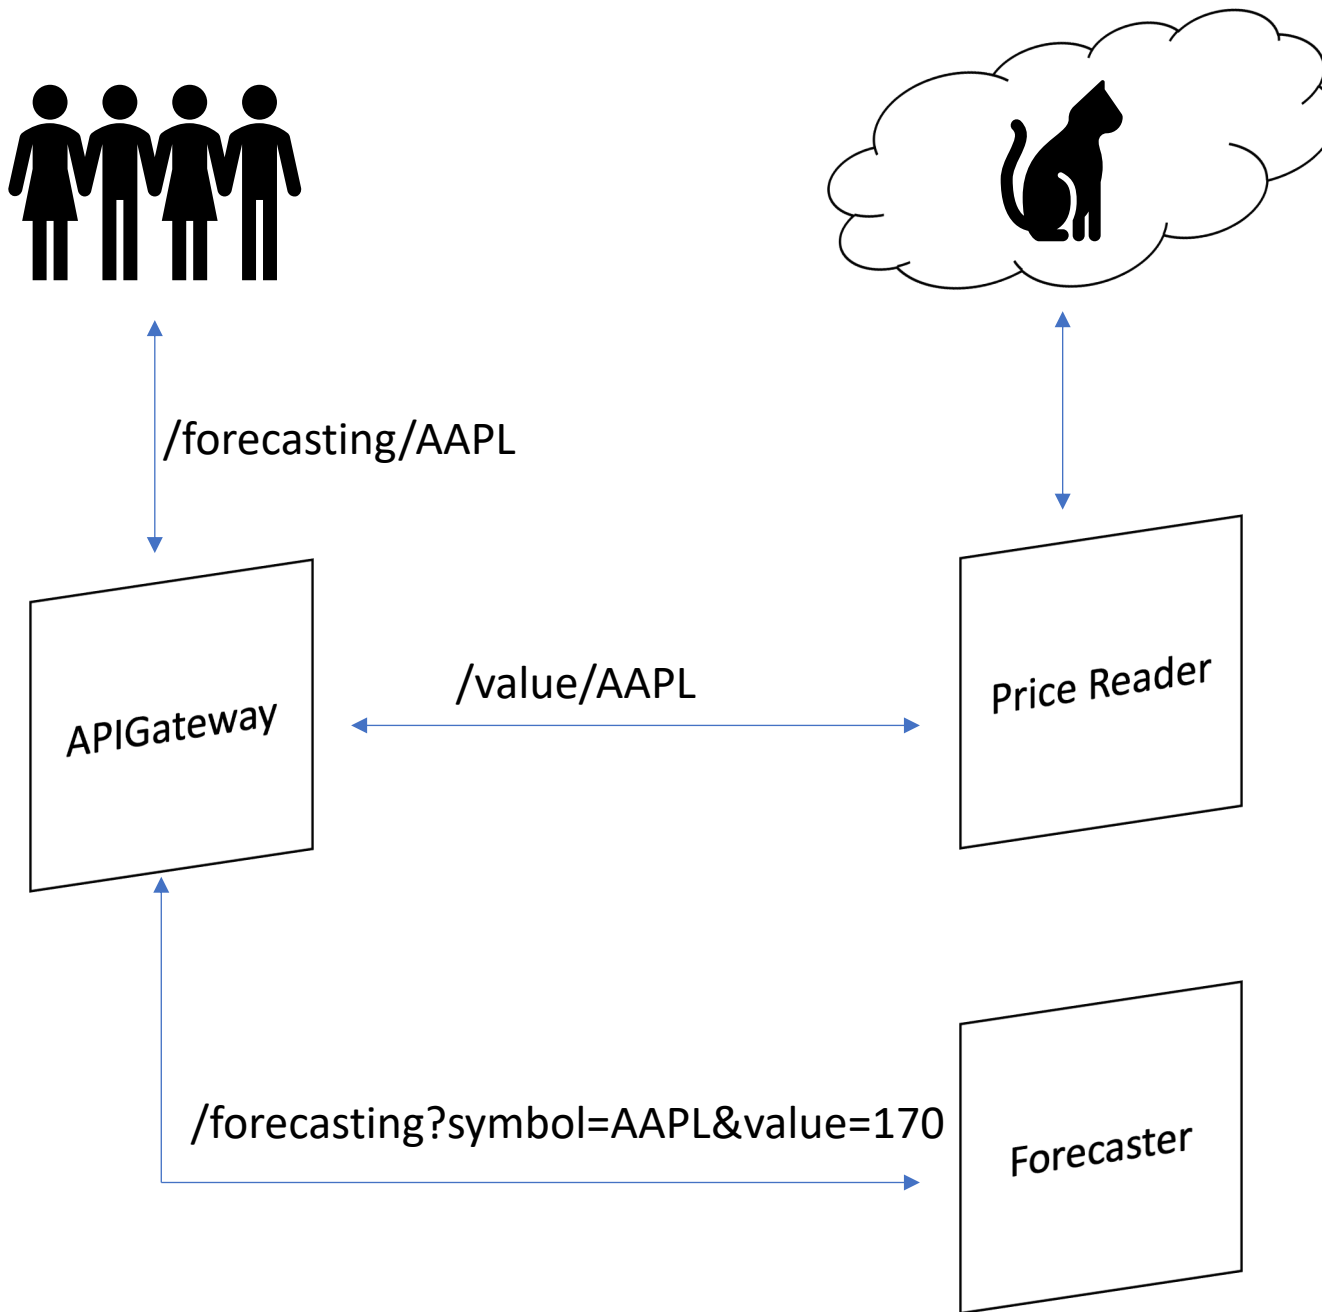 /forecasting/AAPL
/value/AAPL
Price Reader
APIGateway
/forecasting?symbol=AAPL&value=170
Forecaster